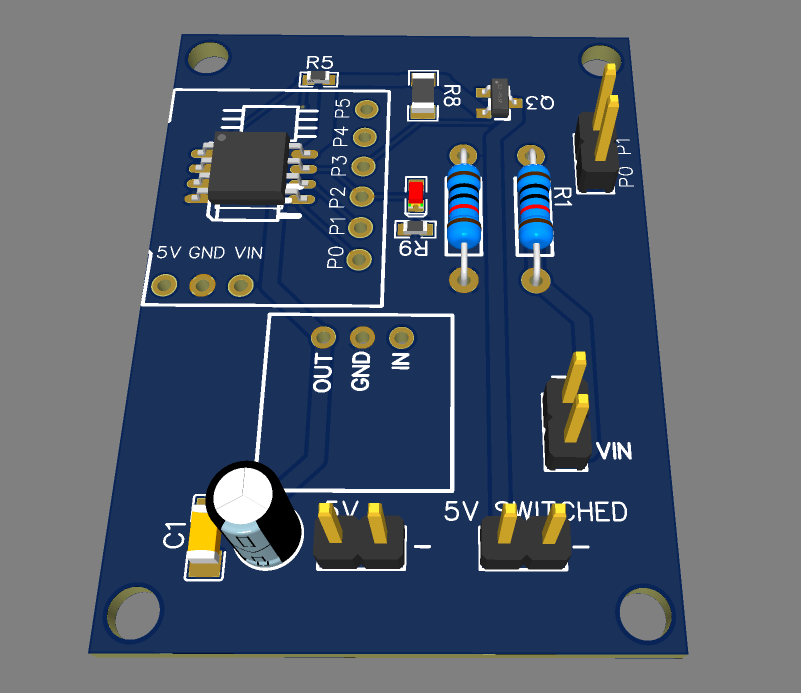 R5
R8
Q3
P5
P4
P3
P2
P1
P0
P0 P1
R1
R9
5V GND VIN
OUT
GND
IN
VIN
C1
5V
-
5V SWITCHED
-